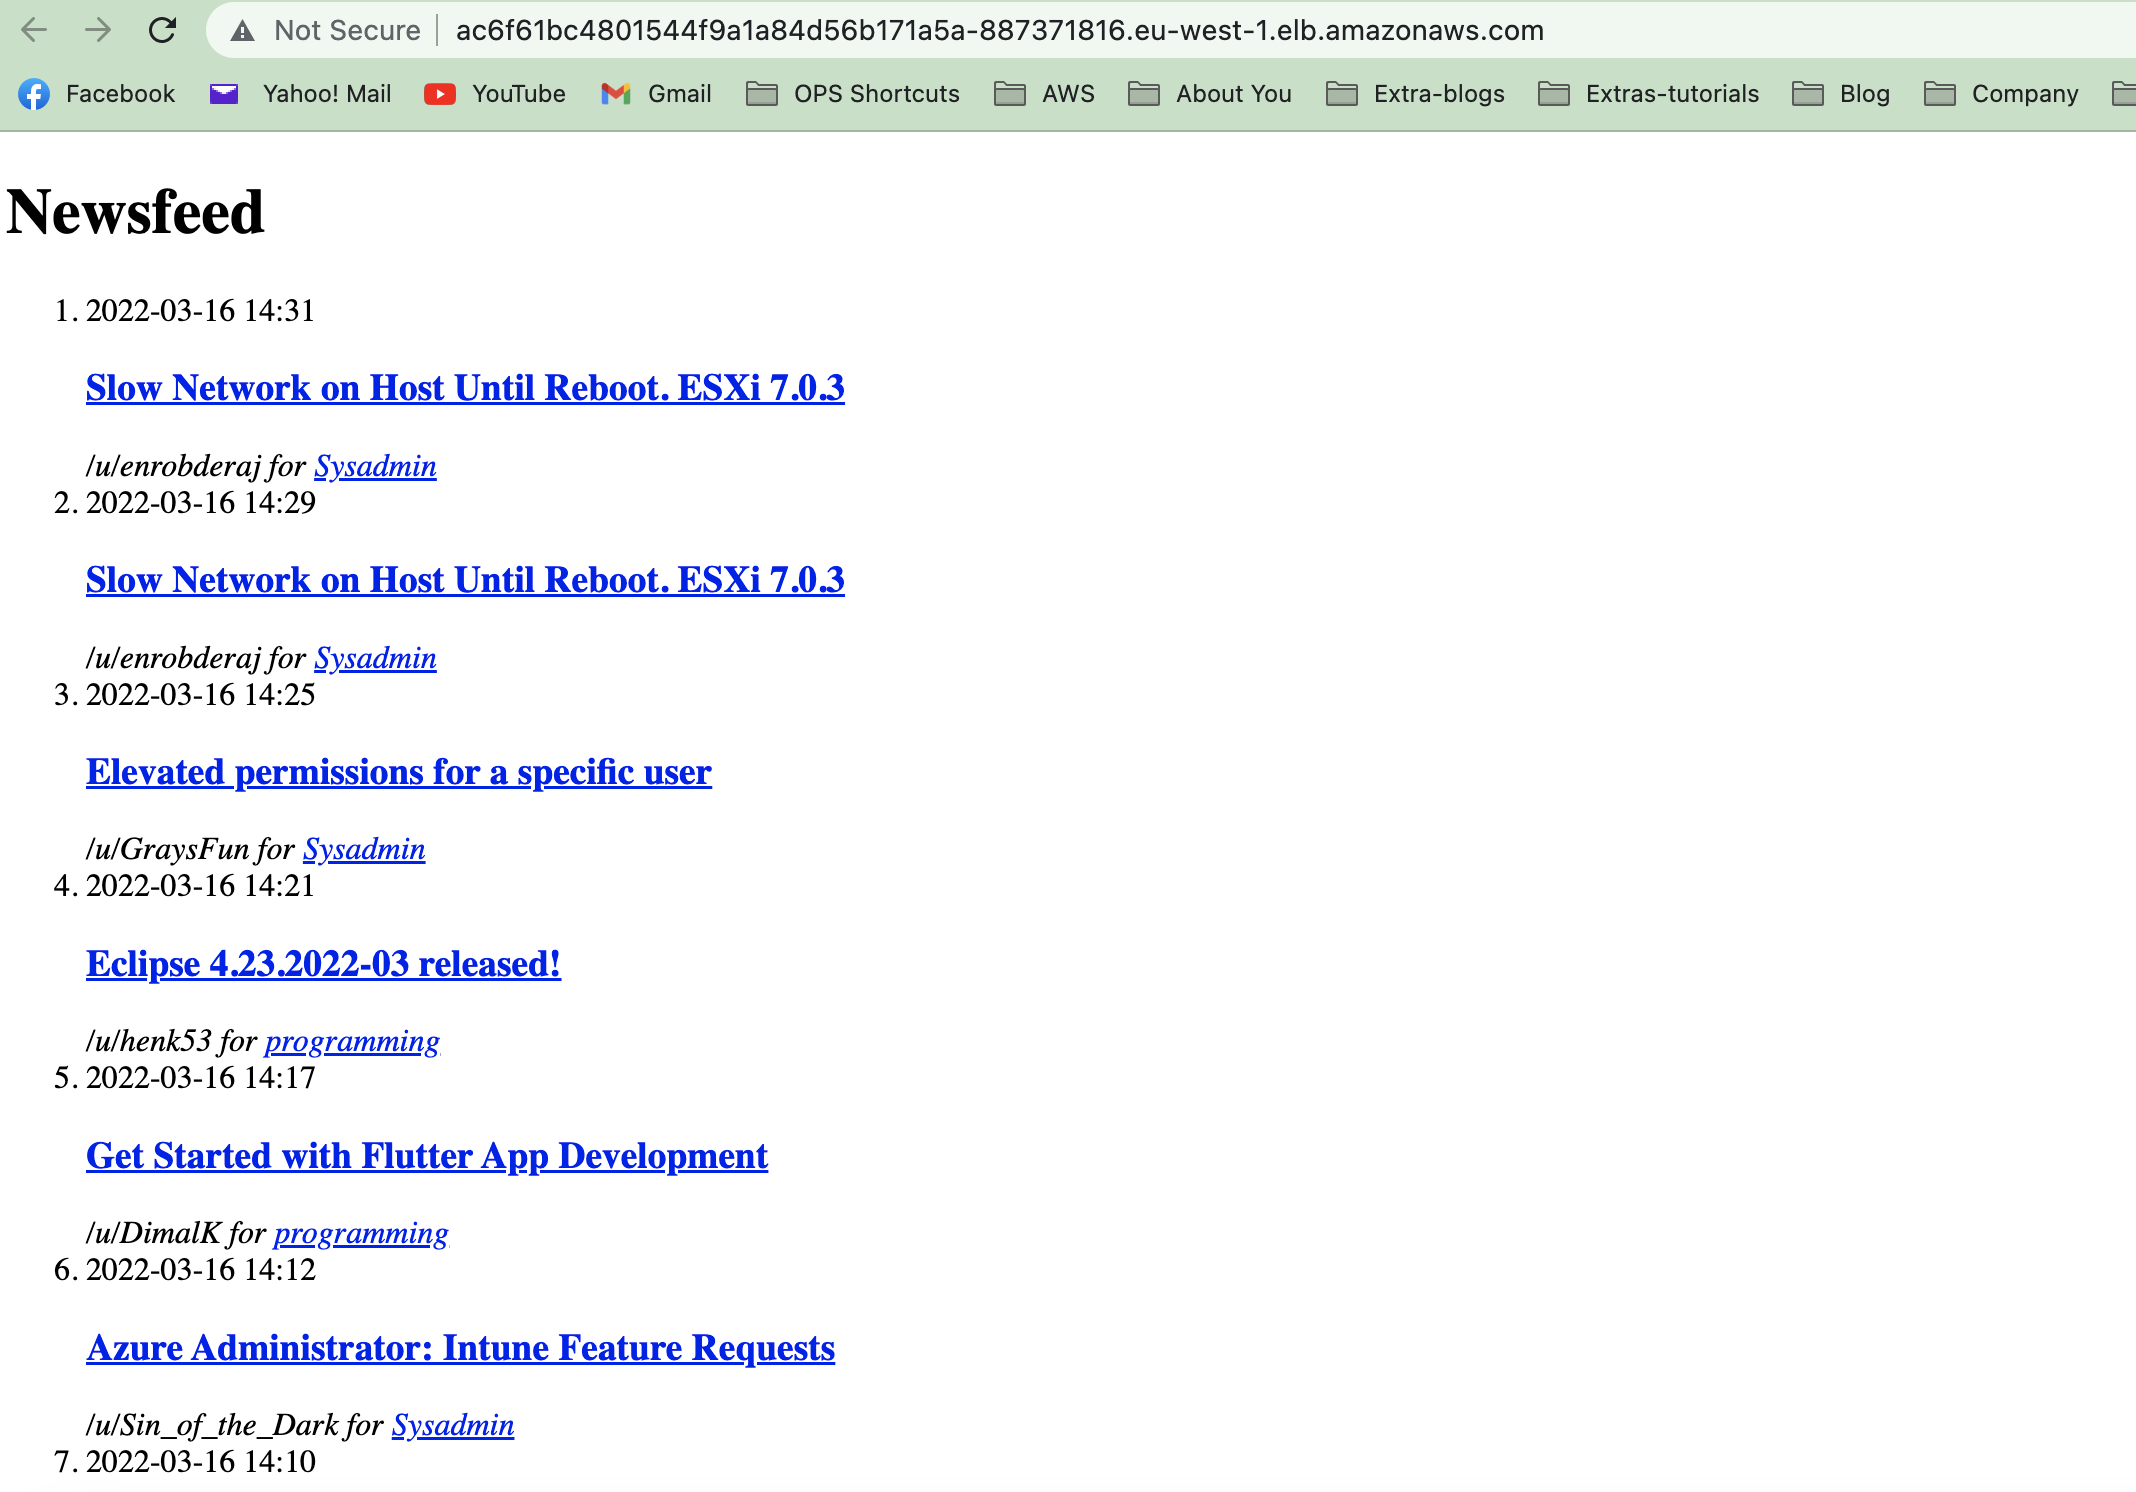 Not Secure | ac6f61bc4801544f9a1a84d56b171a5a-887371816.eu-west-1.elb.amazonaws.com
Facebook Yahoo! Mail YouTube Gmail OPS Shortcuts AWS About You Extra-blogs Extras-tutorials Blog Company
Newsfeed
1. 2022-03-16 14:31
Slow Network on Host Until Reboot. ESXi 7.0.3
/u/enrobderaj for Sysadmin
2. 2022-03-16 14:29
Slow Network on Host Until Reboot. ESXi 7.0.3
/u/enrobderaj for Sysadmin
3. 2022-03-16 14:25
Elevated permissions for a specific user
/u/GraysFun for Sysadmin
4. 2022-03-16 14:21
Eclipse 4.23.2022-03 released!
/u/henk53 for programming
5. 2022-03-16 14:17
Get Started with Flutter App Development
/u/DimalK for programming
6. 2022-03-16 14:12
Azure Administrator: Intune Feature Requests
/u/Sin_of_the_Dark for Sysadmin
7. 2022-03-16 14:10